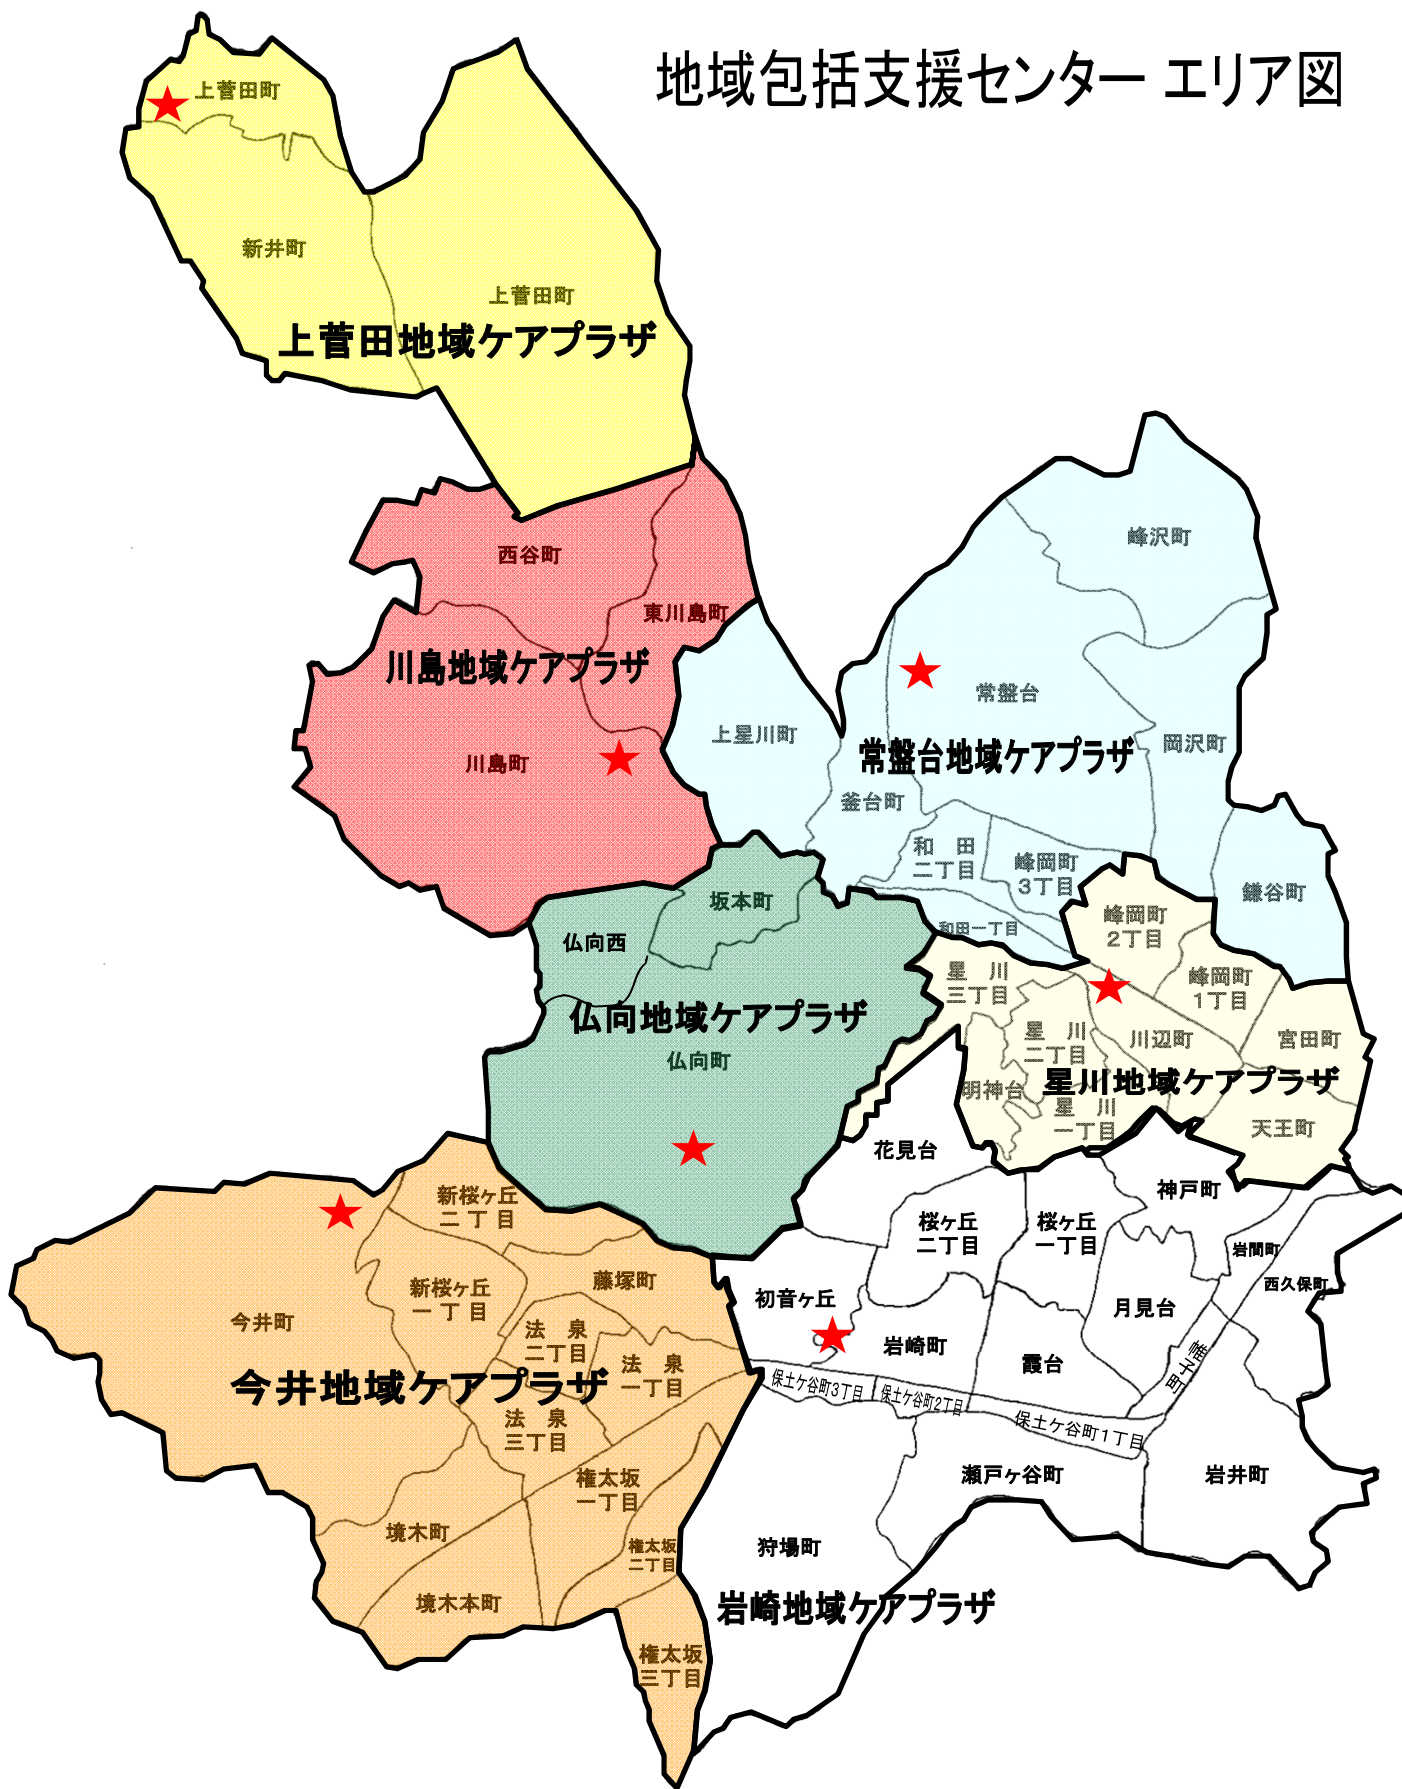 地域包括支援センター エリア図
上菅田町
新井町
上菅田町
上菅田地域ケアプラザ
西谷町
東川島町
川島地域ケアプラザ
川島町
峰沢町
常盤台
上星川町
岡沢町
常盤台地域ケアプラザ
釜台町
和 田
二丁目
峰岡町
3丁目
鎌谷町
和田一丁目
坂本町
仏向西
仏向地域ケアプラザ
仏向町
峰岡町
2丁目
星 川
三丁目
峰岡町
1丁目
星 川
二丁目
川辺町
宮田町
星川地域ケアプラザ
明神台
星 川
一丁目
天王町
花見台
神戸町
桜ヶ丘
二丁目
桜ヶ丘
一丁目
岩間町
西久保町
初音ヶ丘
月見台
岩崎町
霞台
帷子町
保土ケ谷町3丁目
保土ケ谷町2丁目
保土ケ谷町1丁目
瀬戸ヶ谷町
岩井町
狩場町
岩崎地域ケアプラザ
新桜ヶ丘
二丁目
新桜ヶ丘
一丁目
藤塚町
今井町
法 泉
二丁目
法 泉
一丁目
今井地域ケアプラザ
法 泉
三丁目
権太坂
一丁目
境木町
権太坂
二丁目
境木本町
権太坂
三丁目